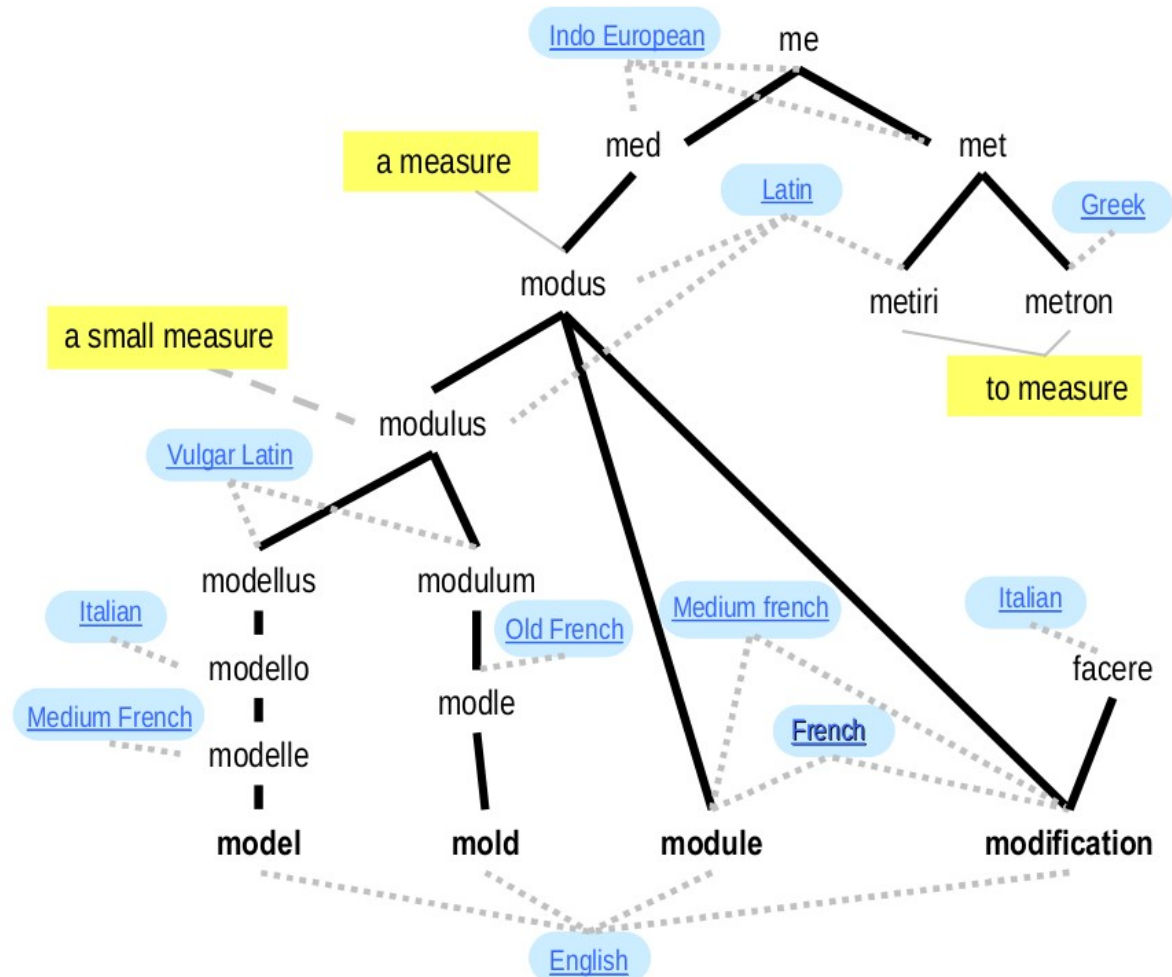 Indo European
me
a measure
med
met
Latin
Greek
modus
metiri
metron
a small measure
to measure
modulus
Vulgar Latin
modellus
modulum
Italian
Old French
Medium french
Italian
modello
facere
Medium French
modle
French
modelle
model
mold
module
modification
English